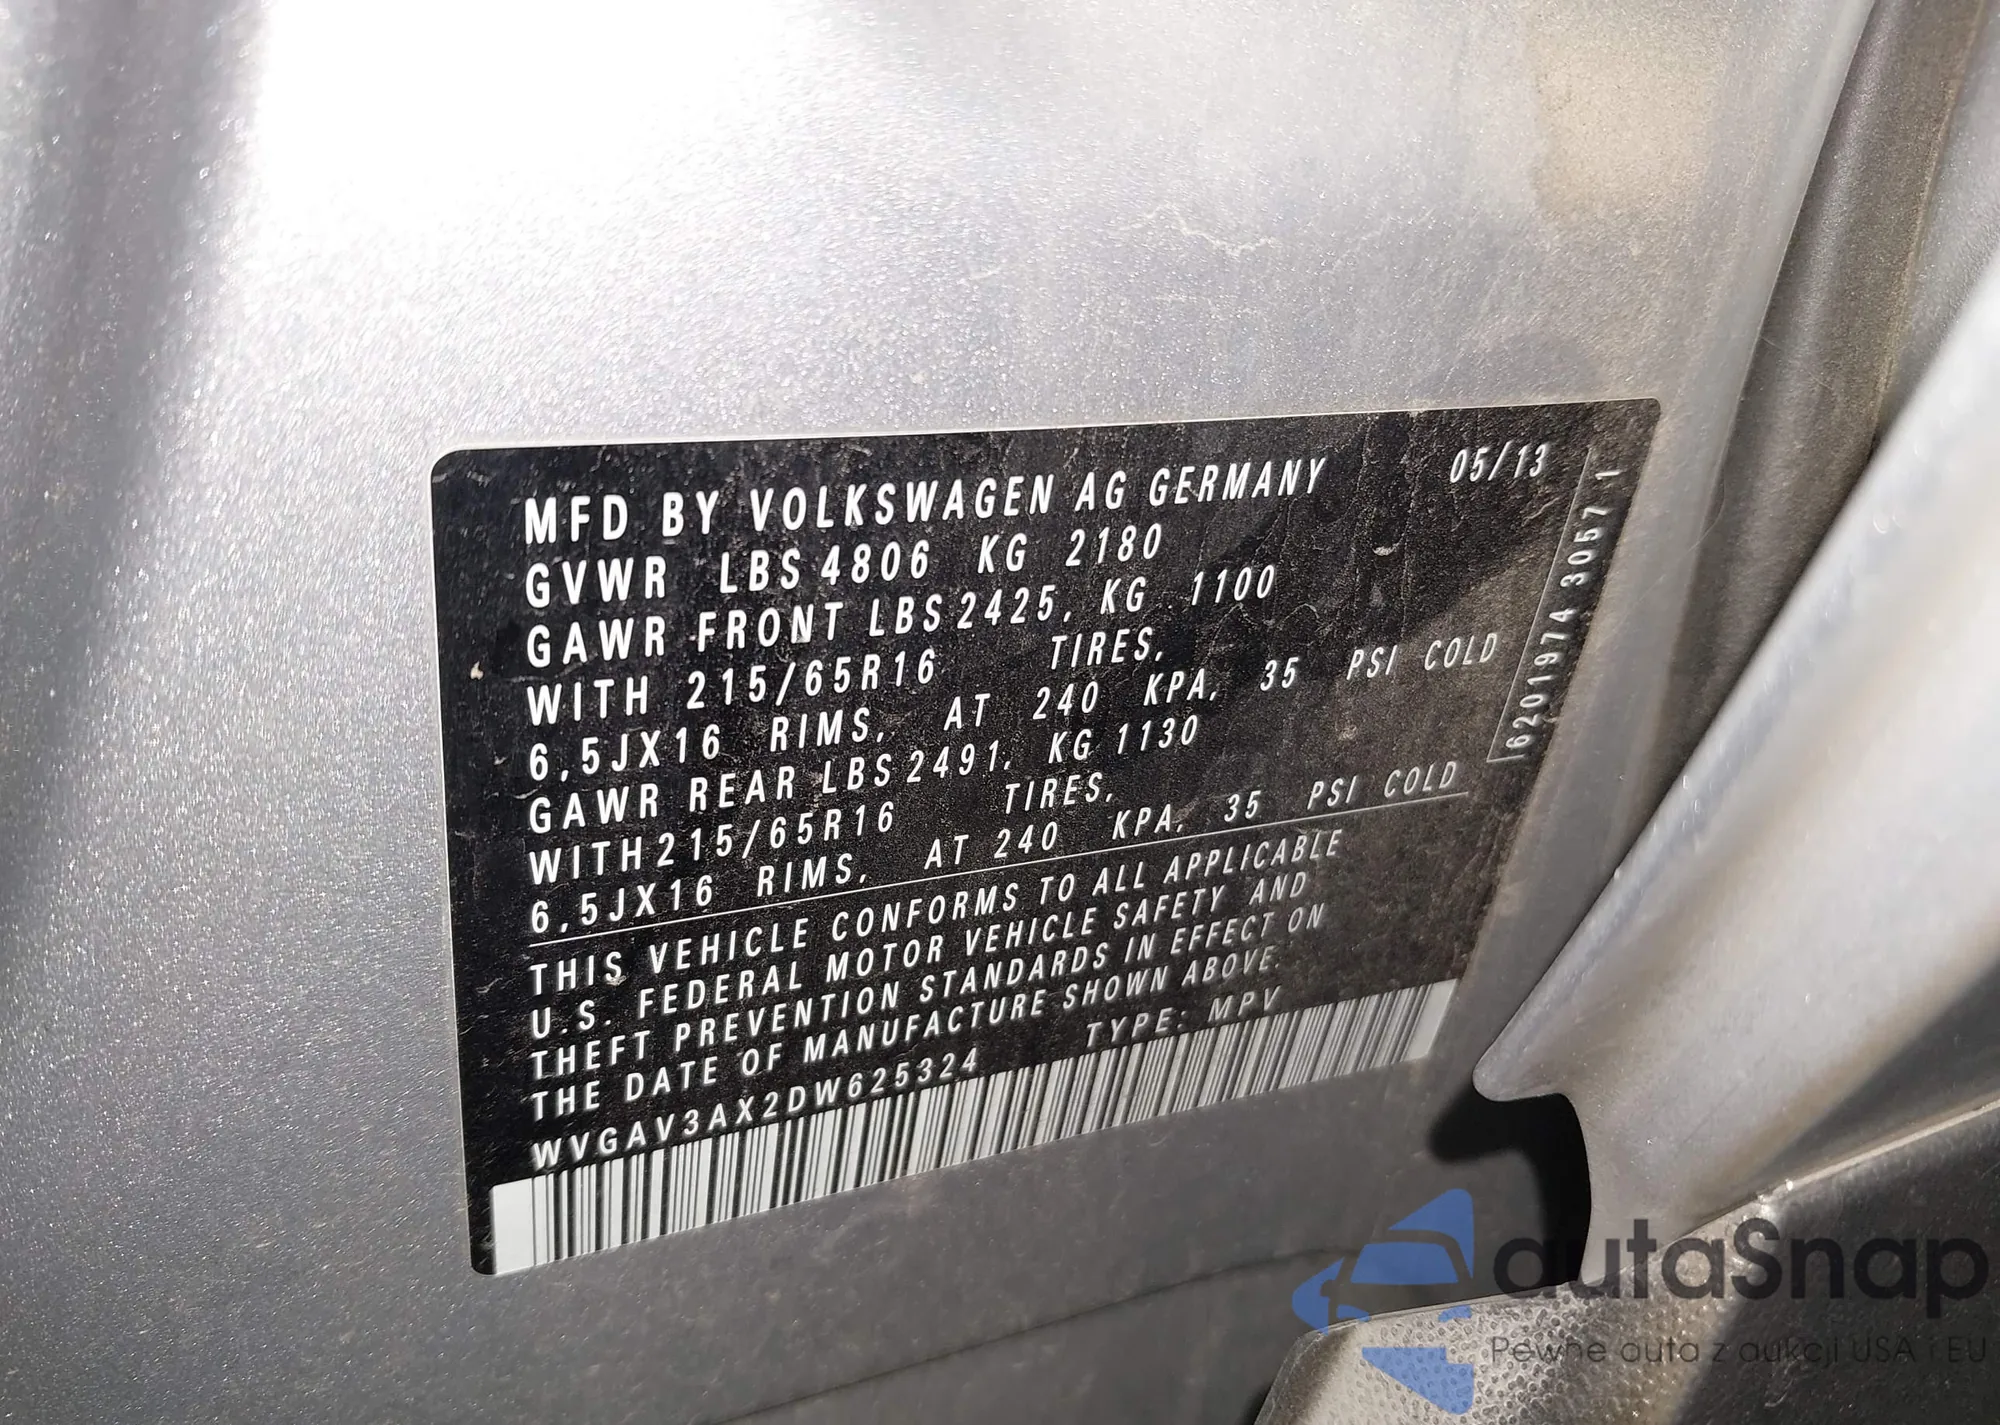 MFD BY VOLKSWAGEN AG GERMANY 05/13
GVWR LBS 4806 KG 2180
GAWR FRONT LBS 2425, KG 1100
WITH 215/65R16 TIRES,
6,5JX16 RIMS, AT 240 KPA, 35 PSI COLD
GAWR REAR LBS 2491, KG 1130
WITH 215/65R16 TIRES,
6,5JX16 RIMS, AT 240 KPA, 35 PSI COLD
THIS VEHICLE CONFORMS TO ALL APPLICABLE
U.S. FEDERAL MOTOR VEHICLE SAFETY AND
THEFT PREVENTION STANDARDS IN EFFECT ON
THE DATE OF MANUFACTURE SHOWN ABOVE.
WVGAV3AX2DW625324 TYPE: MPV
6201974 3057 1
autaSnap
Pewne auta z aukcji USA i EU